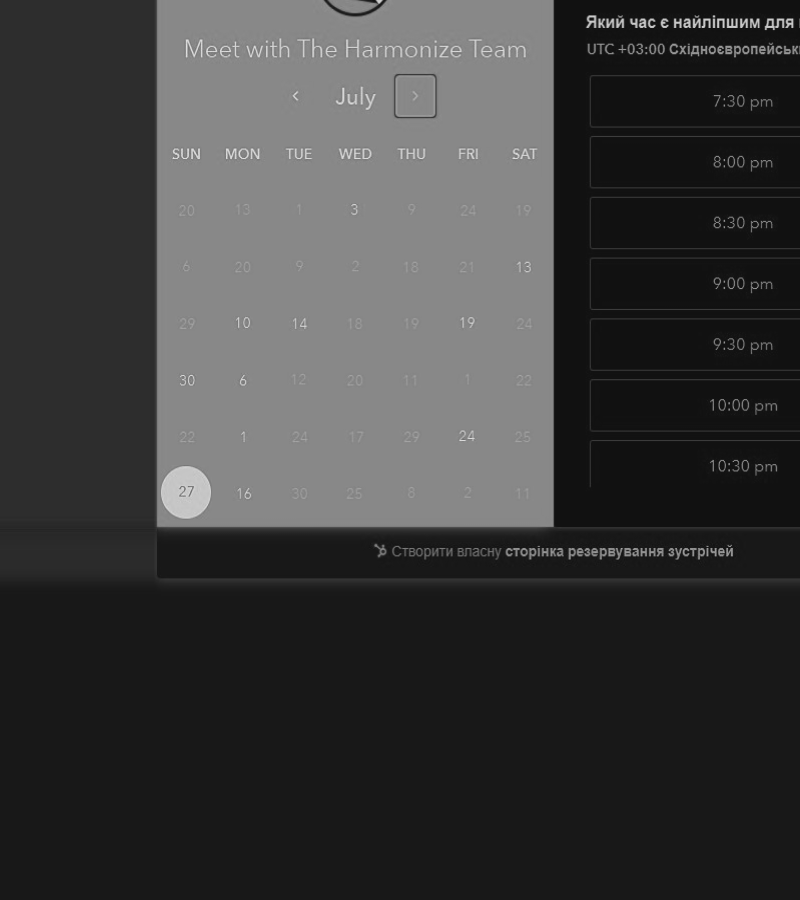 Meet with The Harmonize Team
July
SUN MON TUE WED THU FRI SAT
20 13 1 3 9 24 19
6 20 9 2 18 21 13
29 10 14 18 19 19 24
30 6 12 20 11 1 22
22 1 24 17 29 24 25
27 16 30 25 8 2 11
Який час є найліпшим для
UTC +03:00 Східноєвропейськ
7:30 pm
8:00 pm
8:30 pm
9:00 pm
9:30 pm
10:00 pm
10:30 pm
Створити власну сторінка резервування зустрічей